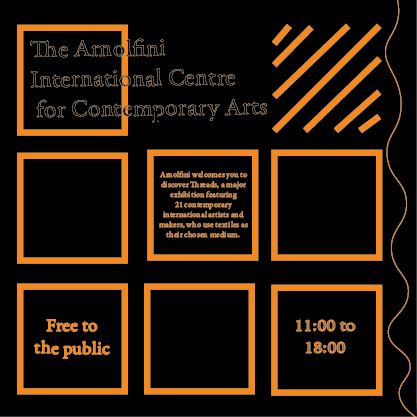 The Arnolfini
International Centre
for Contemporary Arts
Arnolfini welcomes you to
discover Threads, a major
exhibition featuring
21 contemporary
international artists and
makers, who use textiles as
their chosen medium.
Free to
the public
11:00 to
18:00